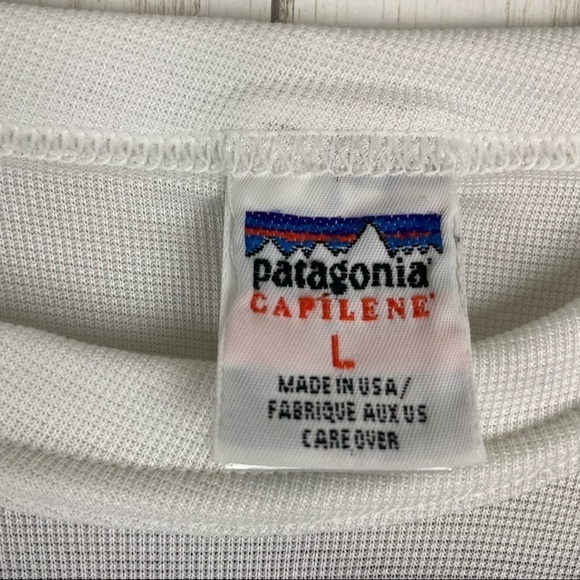 patagonia®
CAPILENE®
L
MADE IN USA/
FABRIQUE AUX US
CARE OVER